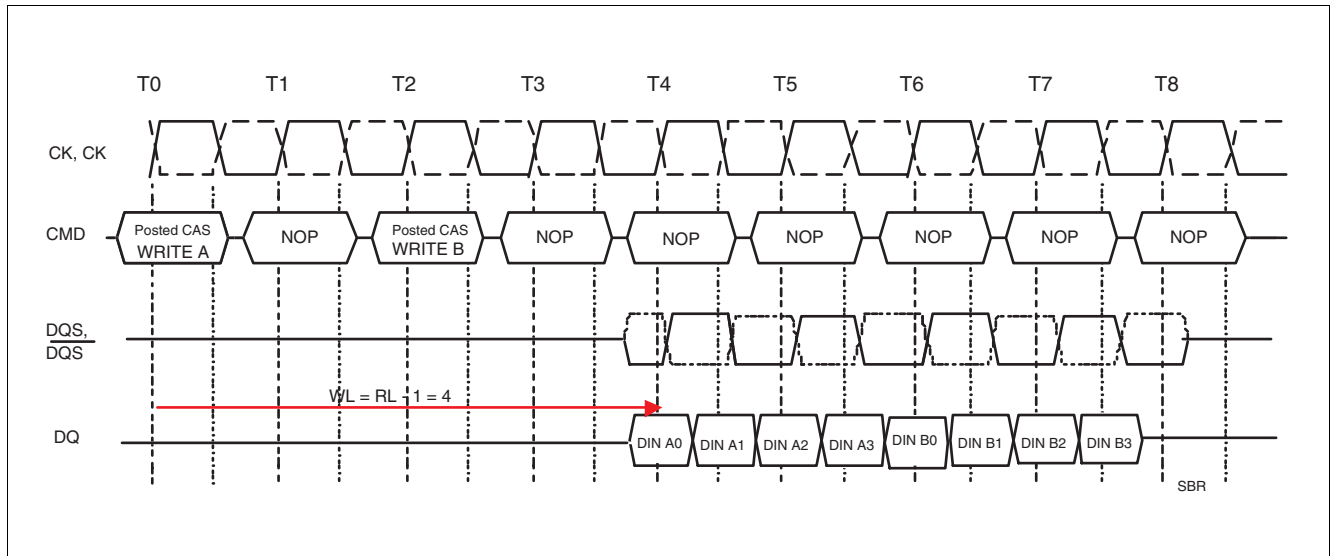 T0 T1 T2 T3 T4 T5 T6 T7 T8
CK, CK
CMD
Posted CAS
WRITE A
NOP
Posted CAS
WRITE B
NOP
NOP
NOP
NOP
NOP
NOP
DQS,
DQS
WL = RL - 1 = 4
DQ
DIN A0
DIN A1
DIN A2
DIN A3
DIN B0
DIN B1
DIN B2
DIN B3
SBR